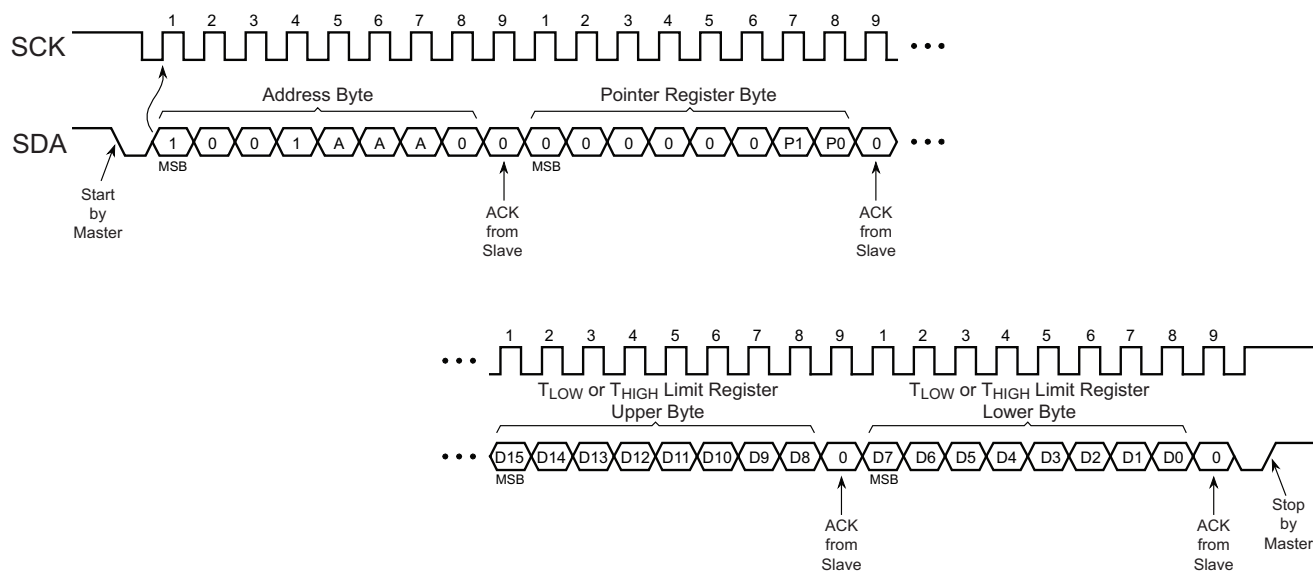 1 2 3 4 5 6 7 8 9 1 2 3 4 5 6 7 8 9
SCK
Address Byte Pointer Register Byte
SDA 1 0 0 1 A A A 0 0 0 0 0 0 0 0 P1 P0 0
MSB MSB
Start
by
Master
ACK
from
Slave
ACK
from
Slave
1 2 3 4 5 6 7 8 9 1 2 3 4 5 6 7 8 9
TLOW or THIGH Limit Register TLOW or THIGH Limit Register
Upper Byte Lower Byte
D15 D14 D13 D12 D11 D10 D9 D8 0 D7 D6 D5 D4 D3 D2 D1 D0 0
MSB MSB
ACK
from
Slave
ACK
from
Slave
Stop
by
Master